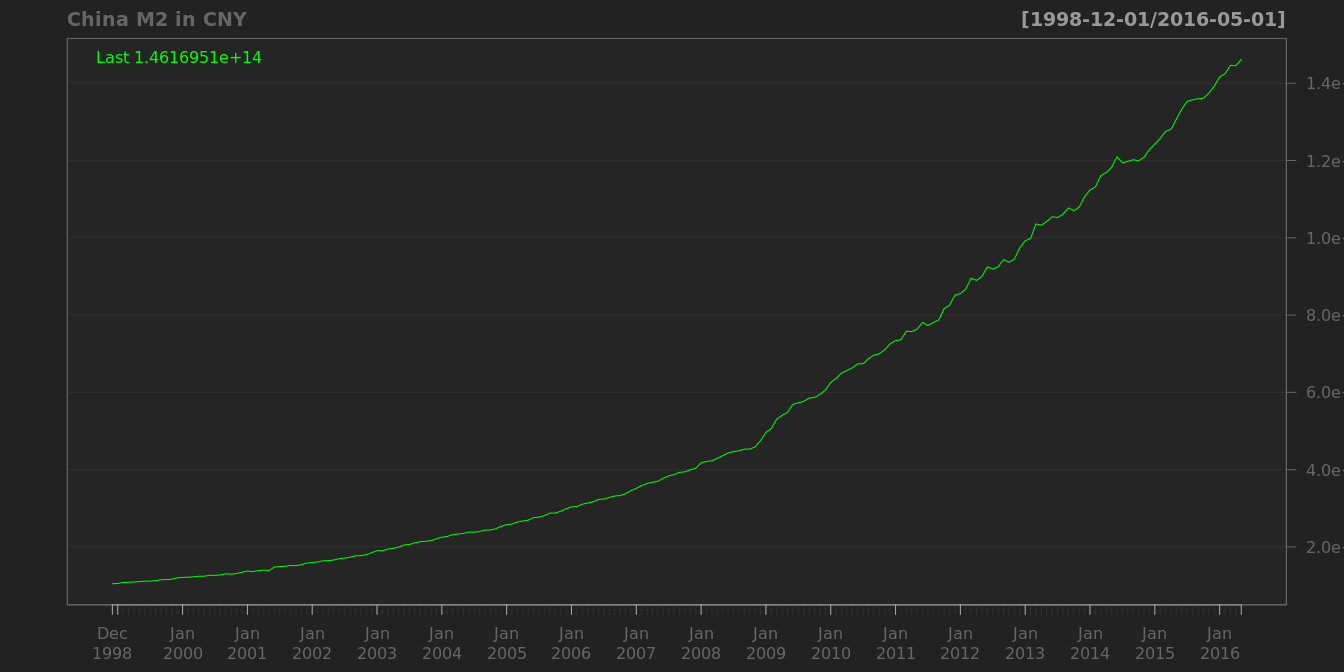 China M2 in CNY
[1998-12-01/2016-05-01]
Last 1.4616951e+14
1.4e
1.2e
1.0e
8.0e
6.0e
4.0e
2.0e
Dec Jan Jan Jan Jan Jan Jan Jan Jan Jan Jan Jan Jan Jan Jan Jan Jan Jan
1998 2000 2001 2002 2003 2004 2005 2006 2007 2008 2009 2010 2011 2012 2013 2014 2015 2016